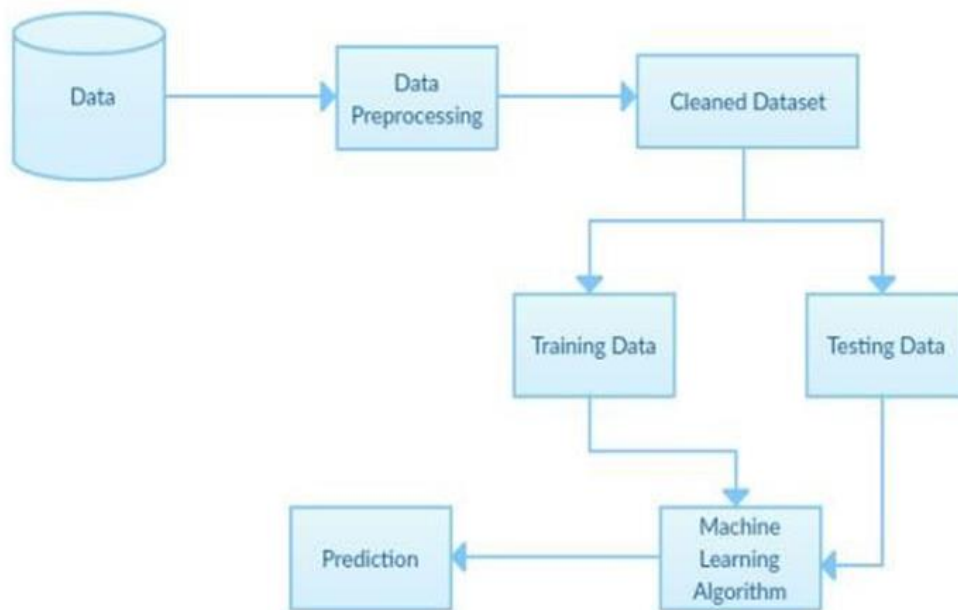 Data
Data
Preprocessing
Cleaned Dataset
Training Data
Testing Data
Machine
Learning
Algorithm
Prediction